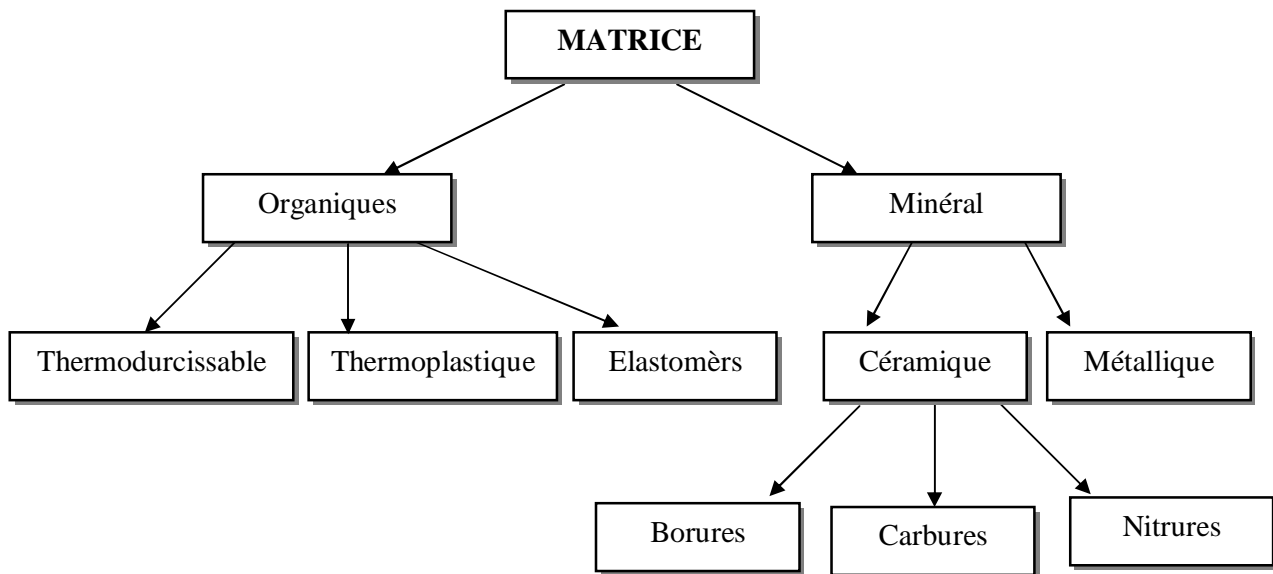 MATRICE
Organiques
Minéral
Thermodurcissable
Thermoplastique
Elastomèrs
Céramique
Métallique
Borures
Carbures
Nitrures